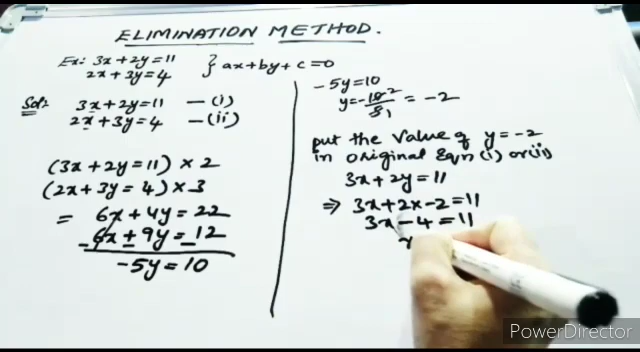 ELIMINATION METHOD.
Ex: 3x+2y=11
2x+3y=4 } ax+by+c=0
Sol: 3x+2y=11 —(i)
2x+3y=4 —(ii)
(3x+2y=11)×2
(2x+3y=4)×3
= 6x+4y=22
-6x+9y=12
-5y=10
-5y=10
y=-10/5=-2
put the value of y=-2
in original Eqn (i) or(ii)
3x+2y=11
⇒ 3x+2x-2=11
3x-4=11
PowerDirector